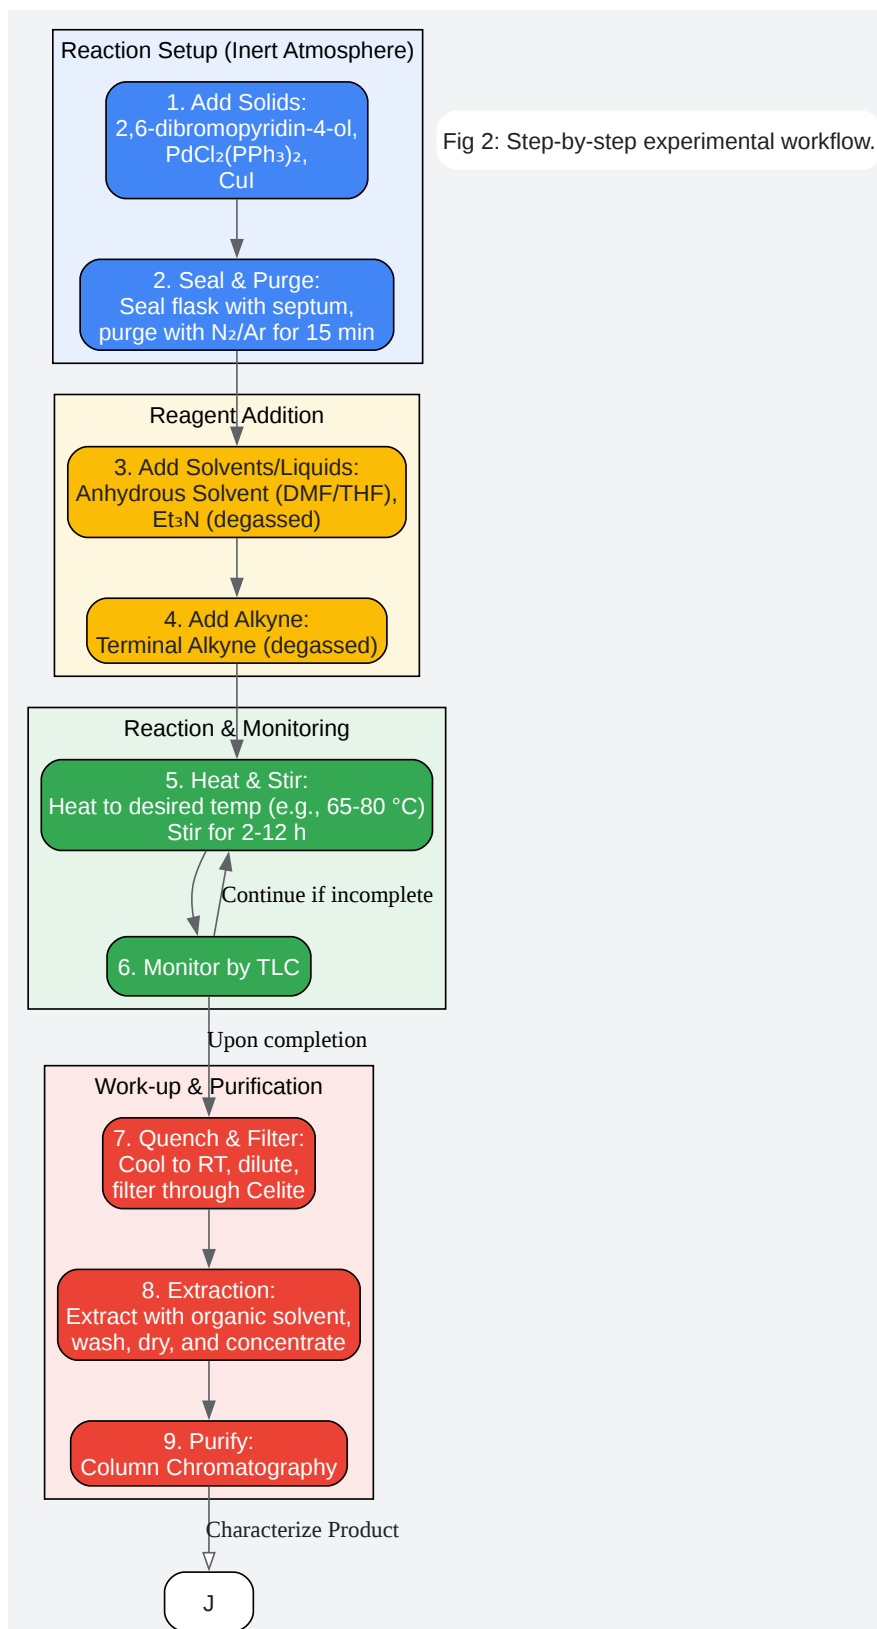 Reaction Setup (Inert Atmosphere)
1. Add Solids:
2,6-dibromopyridin-4-ol,
PdCl₂(PPh₃)₂,
CuI
Fig 2: Step-by-step experimental workflow.
2. Seal & Purge:
Seal flask with septum,
purge with N₂/Ar for 15 min
Reagent Addition
3. Add Solvents/Liquids:
Anhydrous Solvent (DMF/THF),
Et₃N (degassed)
4. Add Alkyne:
Terminal Alkyne (degassed)
Reaction & Monitoring
5. Heat & Stir:
Heat to desired temp (e.g., 65-80 °C)
Stir for 2-12 h
Continue if incomplete
6. Monitor by TLC
Upon completion
Work-up & Purification
7. Quench & Filter:
Cool to RT, dilute,
filter through Celite
8. Extraction:
Extract with organic solvent,
wash, dry, and concentrate
9. Purify:
Column Chromatography
Characterize Product
J